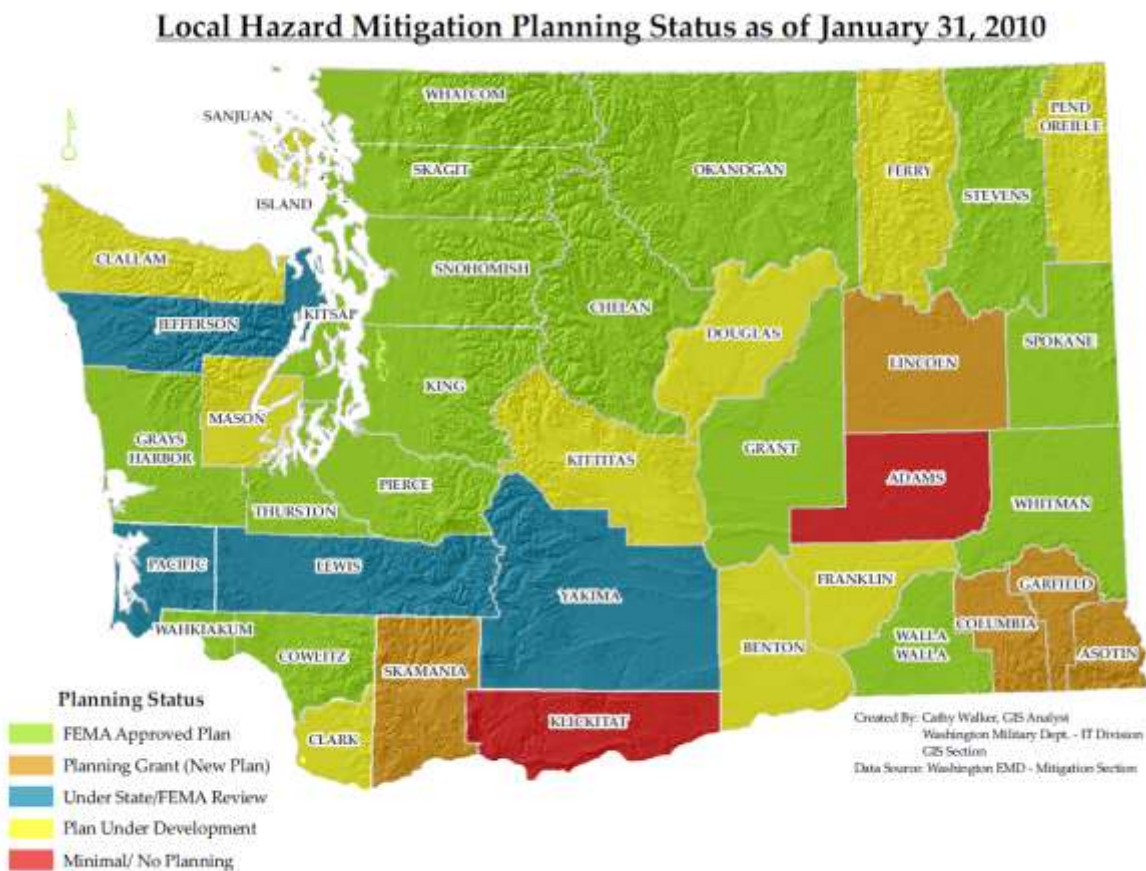 Local Hazard Mitigation Planning Status as of January 31, 2010
WHATCOM
SANJUAN
SKAGIT
ISLAND
OKANOGAN
FERRY
PEND
OREILLE
STEVENS
CLALLAM
SNOHOMISH
CHELAN
JEFFERSON
KITSAP
DOUGLAS
SPOKANE
LINCOLN
KING
MASON
GRAYS
HARBOR
KITTITAS
GRANT
ADAMS
PIERCE
WHITMAN
THURSTON
PACIFIC
LEWIS
YAKIMA
FRANKLIN
GARFIELD
COLUMBIA
WAHKIAKUM
COWLITZ
SKAMANIA
BENTON
WALLA
WALLA
ASOTIN
KLICKITAT
CLARK
Planning Status
FEMA Approved Plan
Planning Grant (New Plan)
Under State/FEMA Review
Plan Under Development
Minimal/ No Planning
Created By: Cathy Walker, GIS Analyst
Washington Military Dept. - IT Division
GIS Section
Data Source: Washington EMD - Mitigation Section